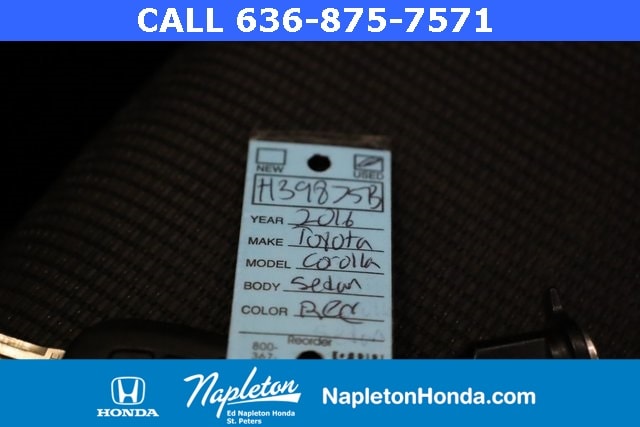 CALL 636-875-7571
NEW USED
H39875B
YEAR 2016
MAKE Toyota
MODEL Corolla
BODY Sedan
COLOR
Reorder
800-
367-
HONDA
Napleton
Ed Napleton Honda
St. Peters
NapletonHonda.com